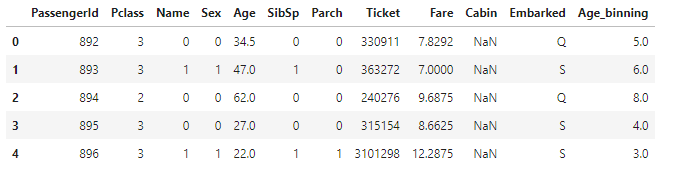 PassengerId Pclass Name Sex Age SibSp Parch Ticket Fare Cabin Embarked Age_binning
0 892 3 0 0 34.5 0 0 330911 7.8292 NaN Q 5.0
1 893 3 1 1 47.0 1 0 363272 7.0000 NaN S 6.0
2 894 2 0 0 62.0 0 0 240276 9.6875 NaN Q 8.0
3 895 3 0 0 27.0 0 0 315154 8.6625 NaN S 4.0
4 896 3 1 1 22.0 1 1 3101298 12.2875 NaN S 3.0